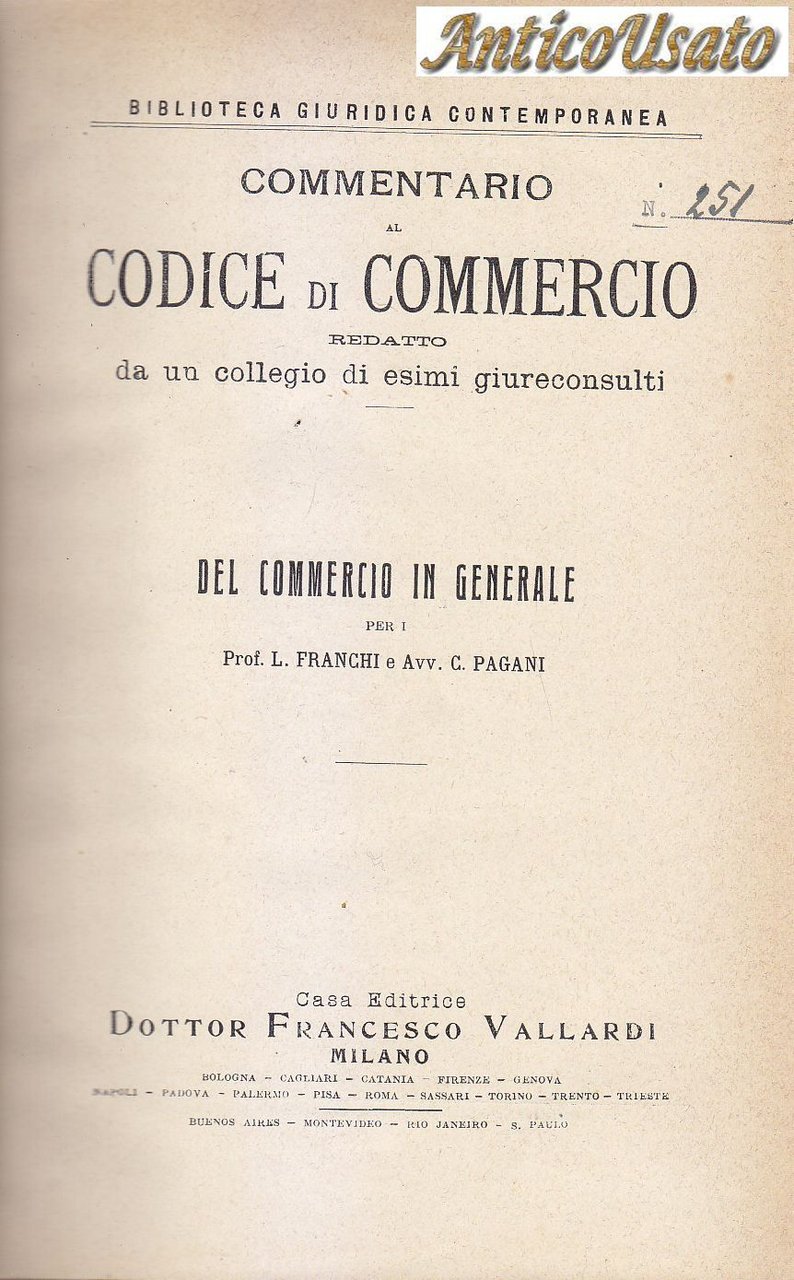 AnticoUsato
BIBLIOTECA GIURIDICA CONTEMPORANEA
COMMENTARIO
N. 251
AL
CODICE DI COMMERCIO
REDATTO
da un collegio di esimi giureconsulti
DEL COMMERCIO IN GENERALE
PER I
Prof. L. FRANCHI e Avv. C. PAGANI
Casa Editrice
DOTTOR FRANCESCO VALLARDI
MILANO
BOLOGNA – CAGLIARI – CATANIA – FIRENZE – GENOVA
NAPOLI – PADOVA – PALERMO – PISA – ROMA – SASSARI – TORINO – TRENTO – TRIESTE
BUENOS AIRES – MONTEVIDEO – RIO JANEIRO – S. PAULO